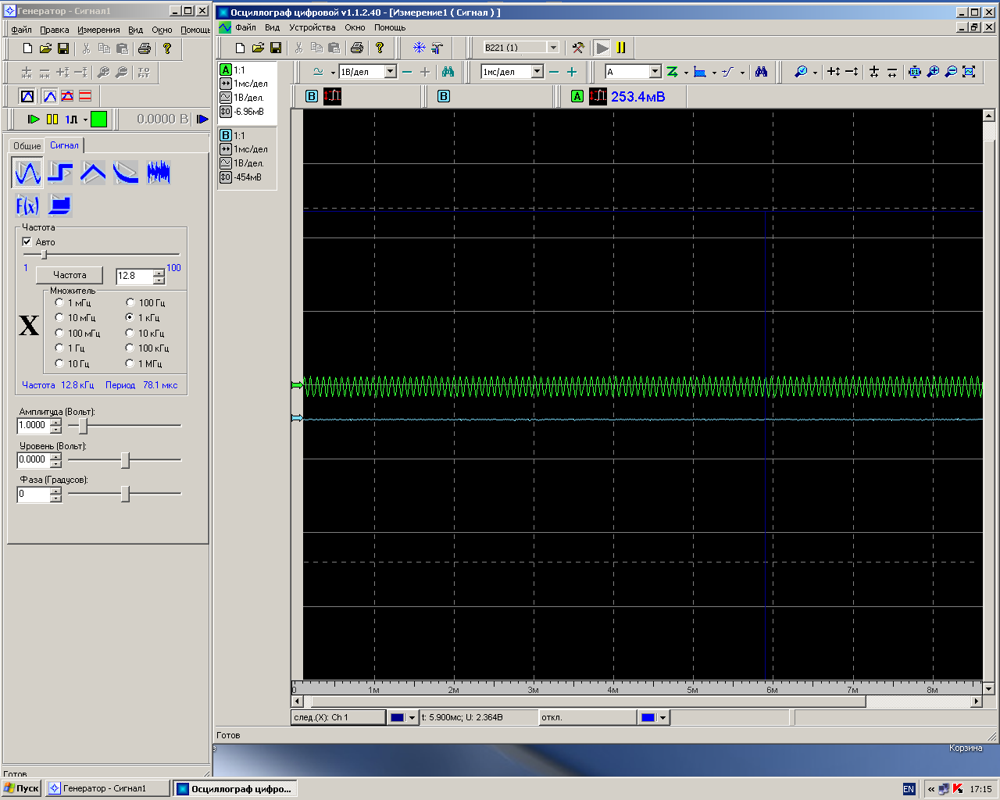 Генератор - Сигнал1
Файл Правка Измерения Вид Окно Помощь
0.0000 В
Общие Сигнал
F(x)
Частота
Авто
1 100
Частота 12.8
Множитель
X
1 мГц 100 Гц
10 мГц 1 кГц
100 мГц 10 кГц
1 Гц 100 кГц
10 Гц 1 МГц
Частота 12.8 кГц Период 78.1 мкс
Амплитуда (Вольт):
1.0000
Уровень (Вольт):
0.0000
Фаза (Градусов):
0
Готов
Осциллограф цифровой v1.1.2.40 - [Измерение1 ( Сигнал ) ]
Файл Вид Устройства Окно Помощь
B221 (1)
A 1:1
1мс/дел
1В/дел.
-6.96мВ
B 1:1
1мс/дел
1В/дел.
-454мВ
1В/дел 1мс/дел A
B B A 253.4мВ
0 1м 2м 3м 4м 5м 6м 7м 8м
след.(X): Ch 1 t: 5.900мс; U: 2.364В откл.
Готов
Корзина
Пуск Генератор - Сигнал1 Осциллограф цифро... EN « 17:15